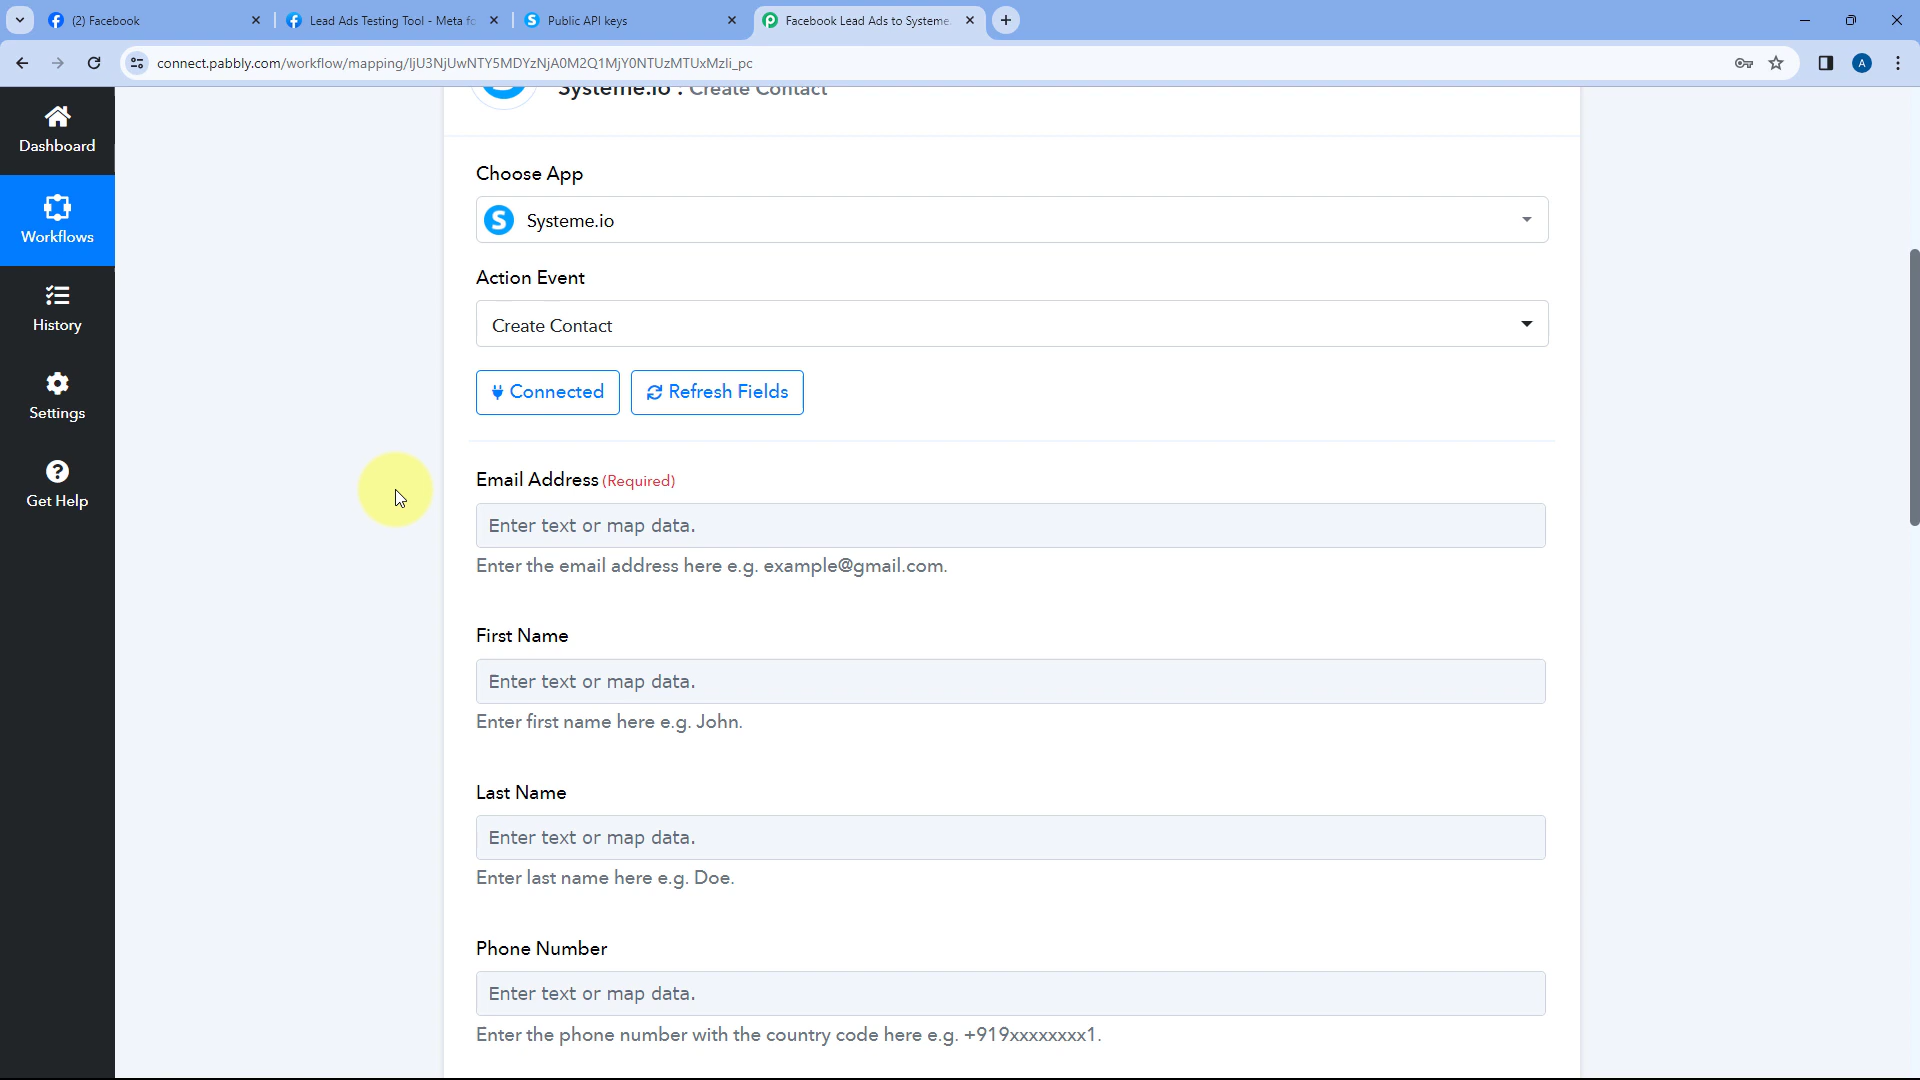 (2) Facebook
Lead Ads Testing Tool - Meta fo
Public API keys
Facebook Lead Ads to Systeme.
connect.pabbly.com/workflow/mapping/IjU3NjUwNTY5MDYzNjA0M2Q1MjY0NTUzMTUxMzIi_pc
A
Dashboard
Workflows
History
Settings
Get Help
Systeme.io : Create Contact
Choose App
Systeme.io
Action Event
Create Contact
Connected
Refresh Fields
Email Address (Required)
Enter text or map data.
Enter the email address here e.g. example@gmail.com.
First Name
Enter text or map data.
Enter first name here e.g. John.
Last Name
Enter text or map data.
Enter last name here e.g. Doe.
Phone Number
Enter text or map data.
Enter the phone number with the country code here e.g. +919xxxxxxxx1.